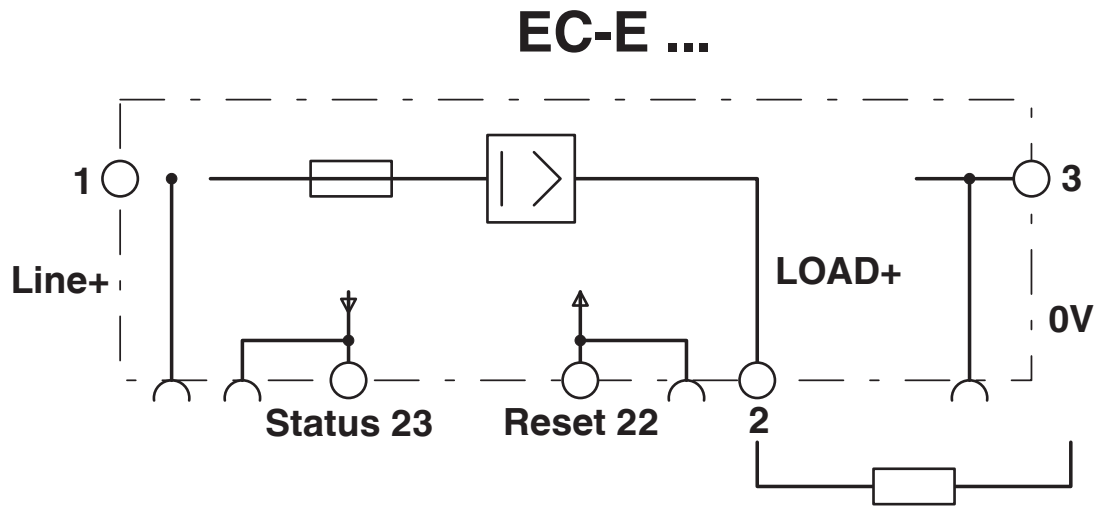 EC-E ...
1
3
Line+
LOAD+
0V
Status 23
Reset 22
2